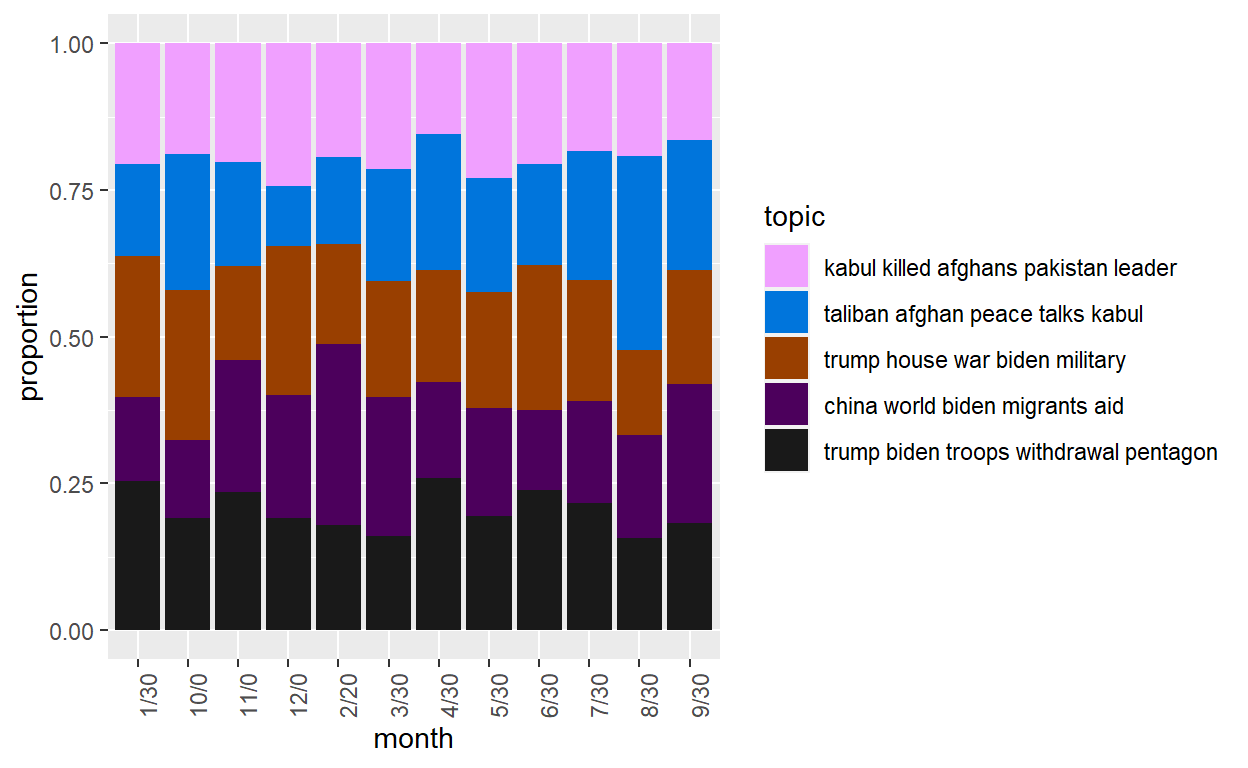 1.00
0.75
0.50
0.25
0.00
proportion
1/30
10/0
11/0
12/0
2/20
3/30
4/30
5/30
6/30
7/30
8/30
9/30
month
topic
kabul killed afghans pakistan leader
taliban afghan peace talks kabul
trump house war biden military
china world biden migrants aid
trump biden troops withdrawal pentagon